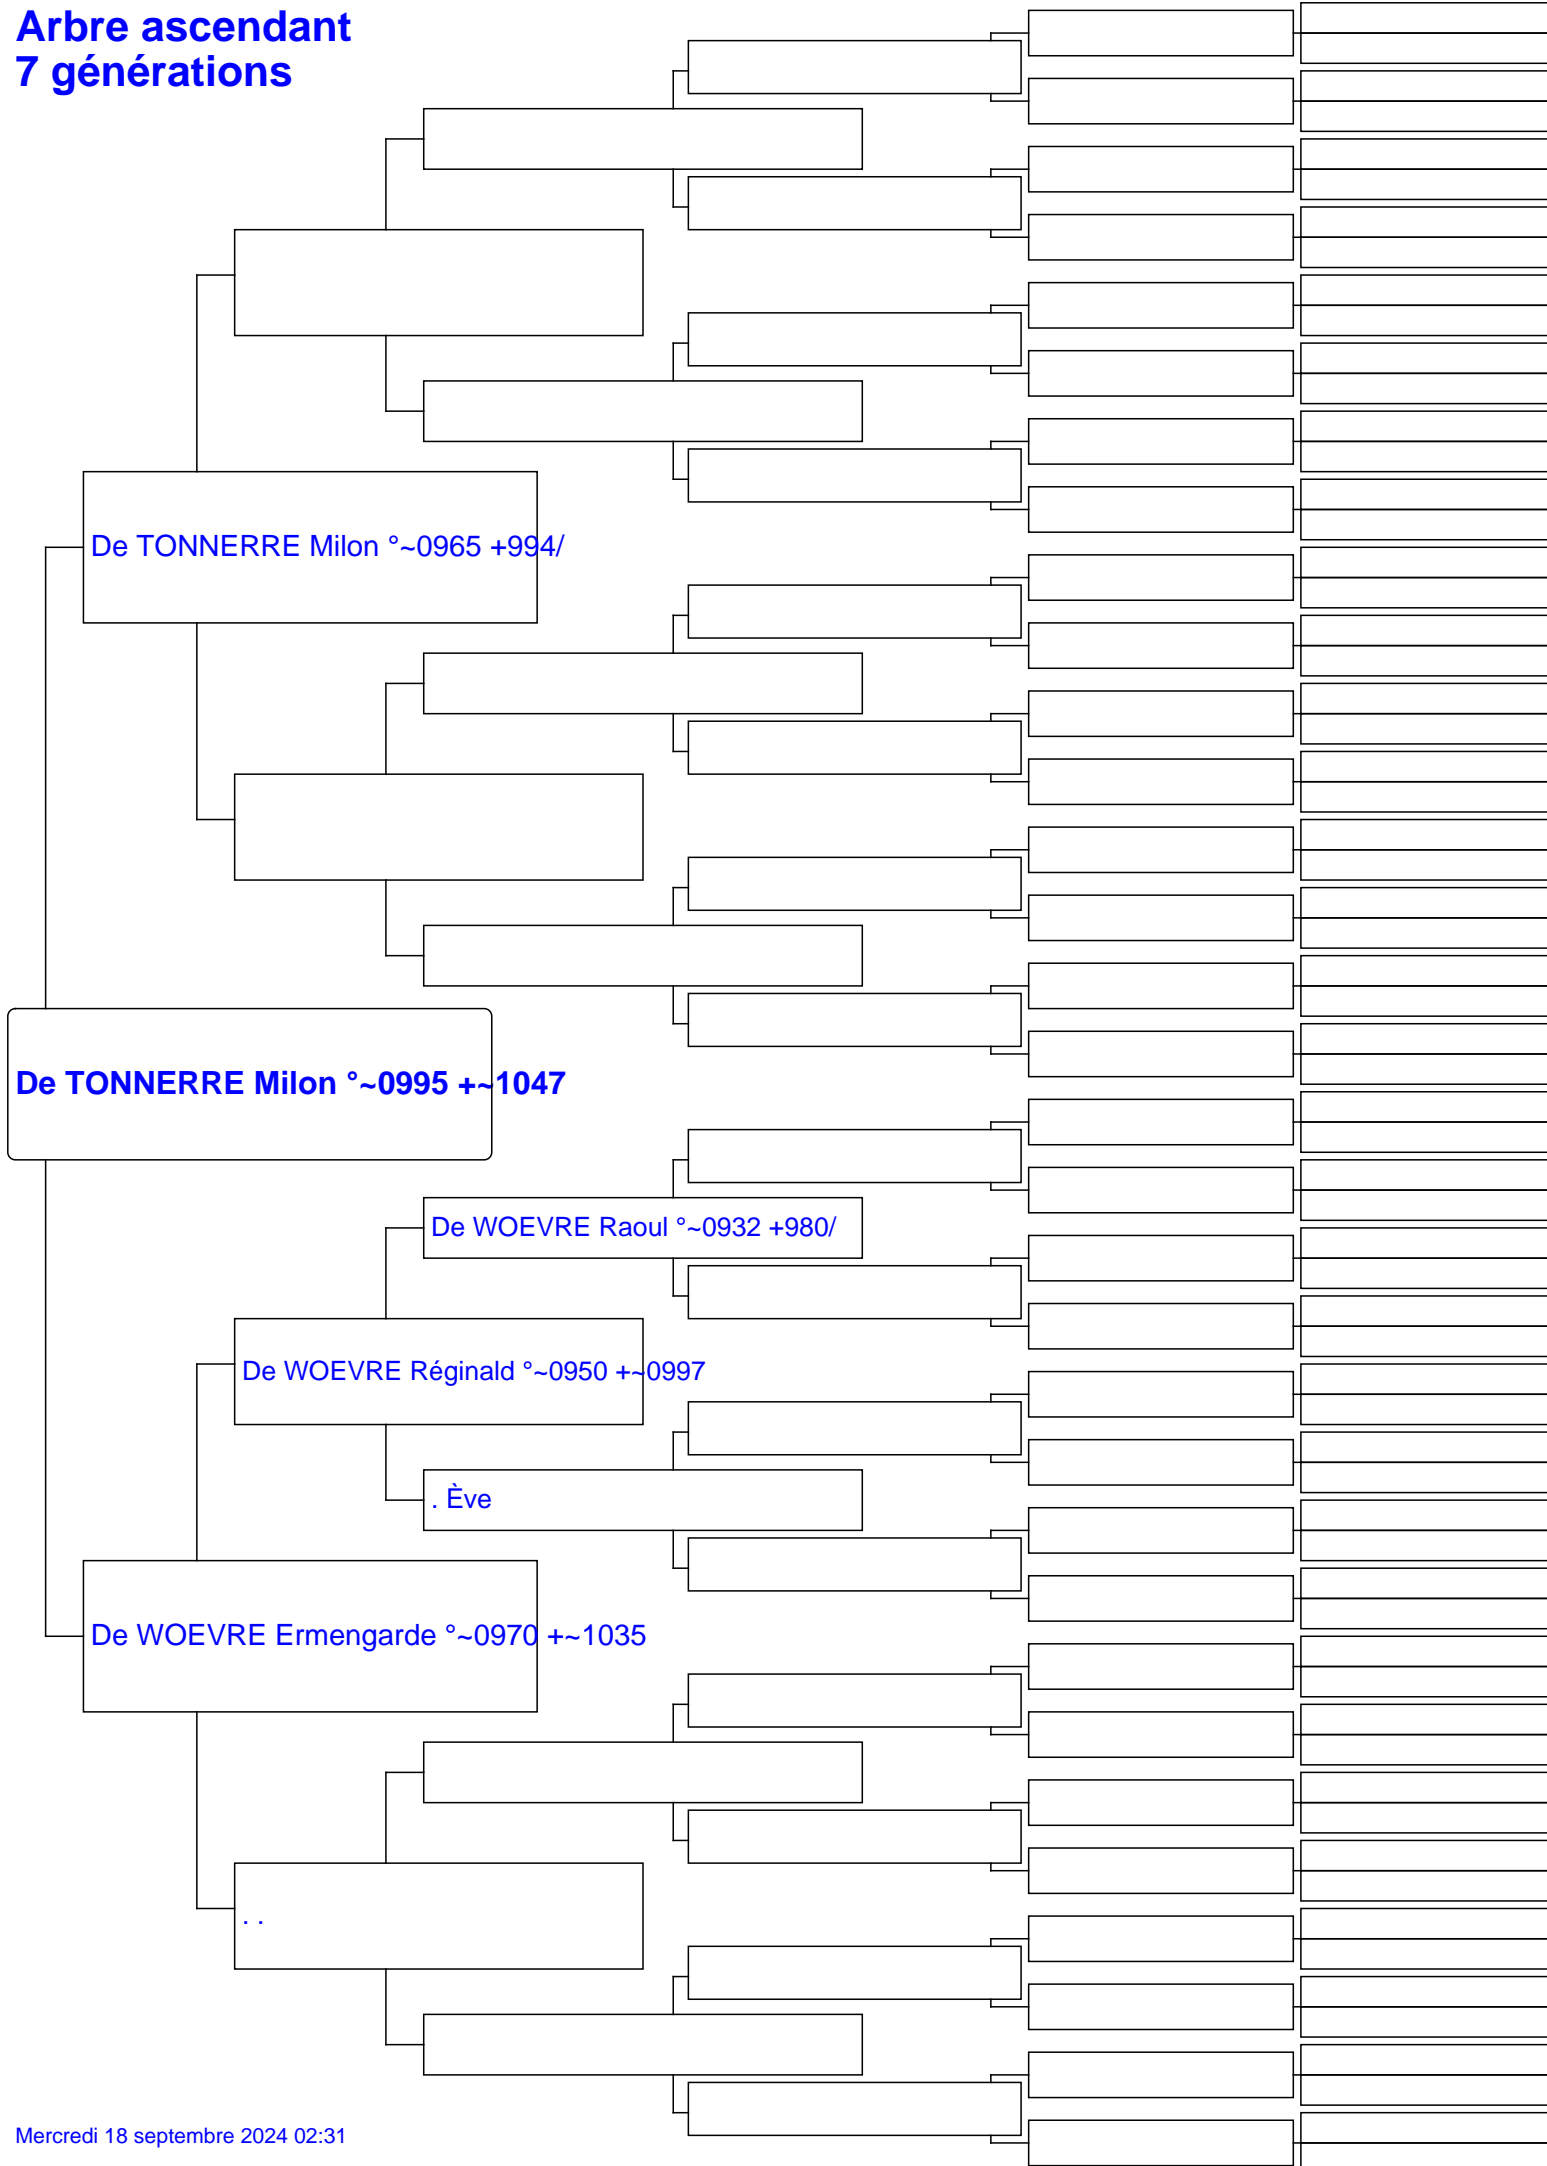 Arbre ascendant
7 générations
De TONNERRE Milon °~0965 +994/
De TONNERRE Milon °~0995 +~1047
De WOEVRE Raoul °~0932 +980/
De WOEVRE Réginald °~0950 +~0997
. Ève
De WOEVRE Ermengarde °~0970 +~1035
. .
Mercredi 18 septembre 2024 02:31